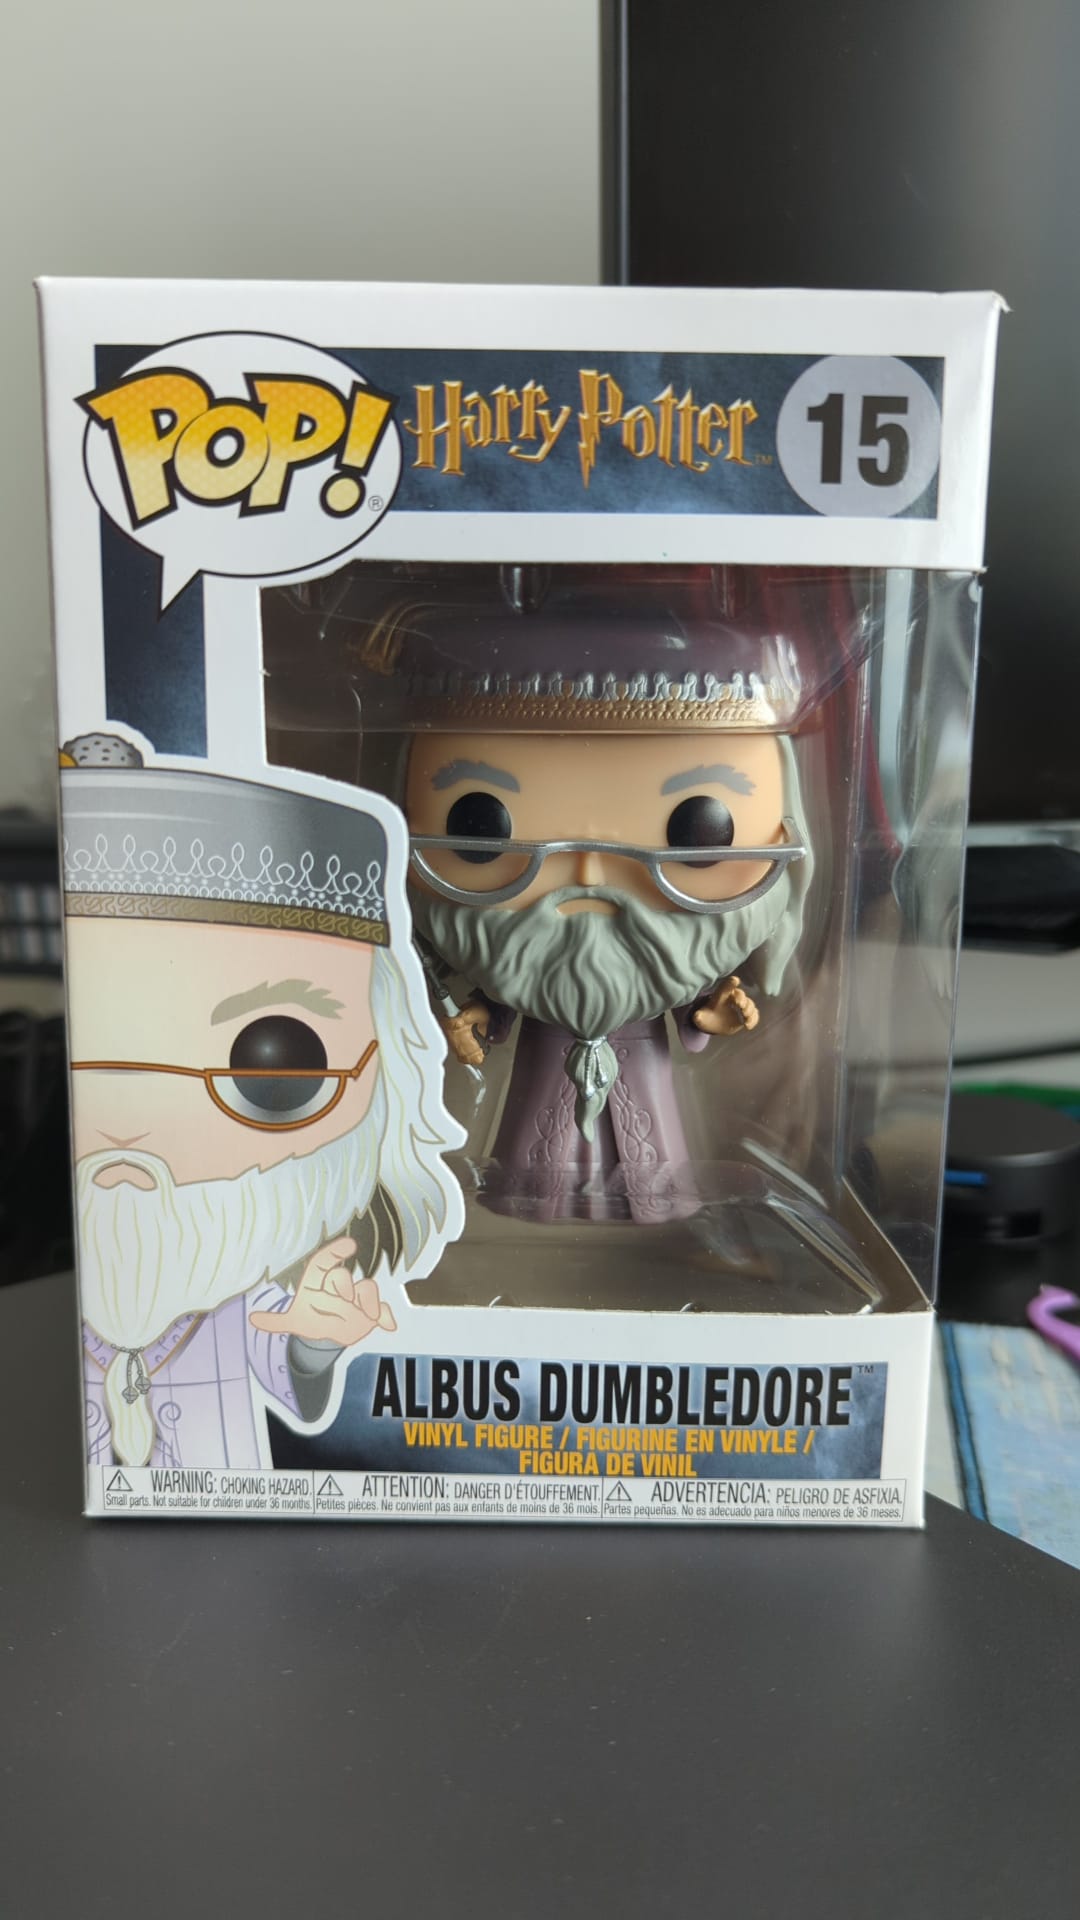 POP!®
Harry Potter™
15
ALBUS DUMBLEDORE™
VINYL FIGURE / FIGURINE EN VINYLE /
FIGURA DE VINIL
WARNING: CHOKING HAZARD.
Small parts. Not suitable for children under 36 months.
ATTENTION: DANGER D'ÉTOUFFEMENT.
Petites pièces. Ne convient pas aux enfants de moins de 36 mois.
ADVERTENCIA: PELIGRO DE ASFIXIA.
Partes pequeñas. No es adecuado para niños menores de 36 meses.